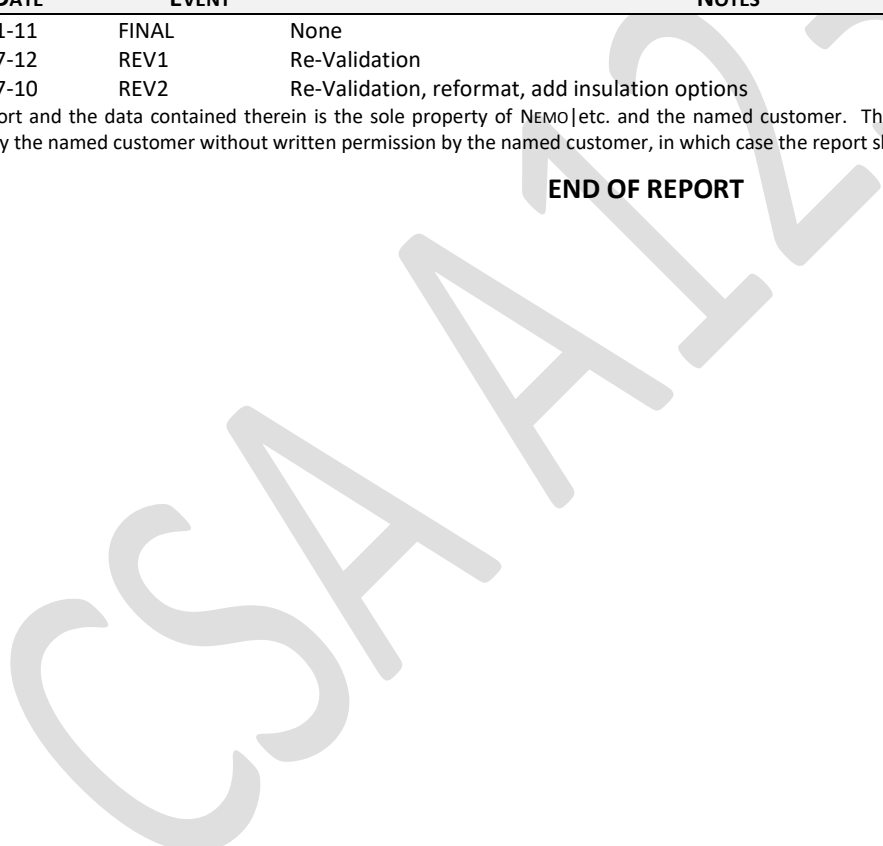 DATE EVENT NOTES
1-11 FINAL None
7-12 REV1 Re-Validation
7-10 REV2 Re-Validation, reformat, add insulation options
ort and the data contained therein is the sole property of NEMO|etc. and the named customer. Th
y the named customer without written permission by the named customer, in which case the report s
END OF REPORT
CSA A12